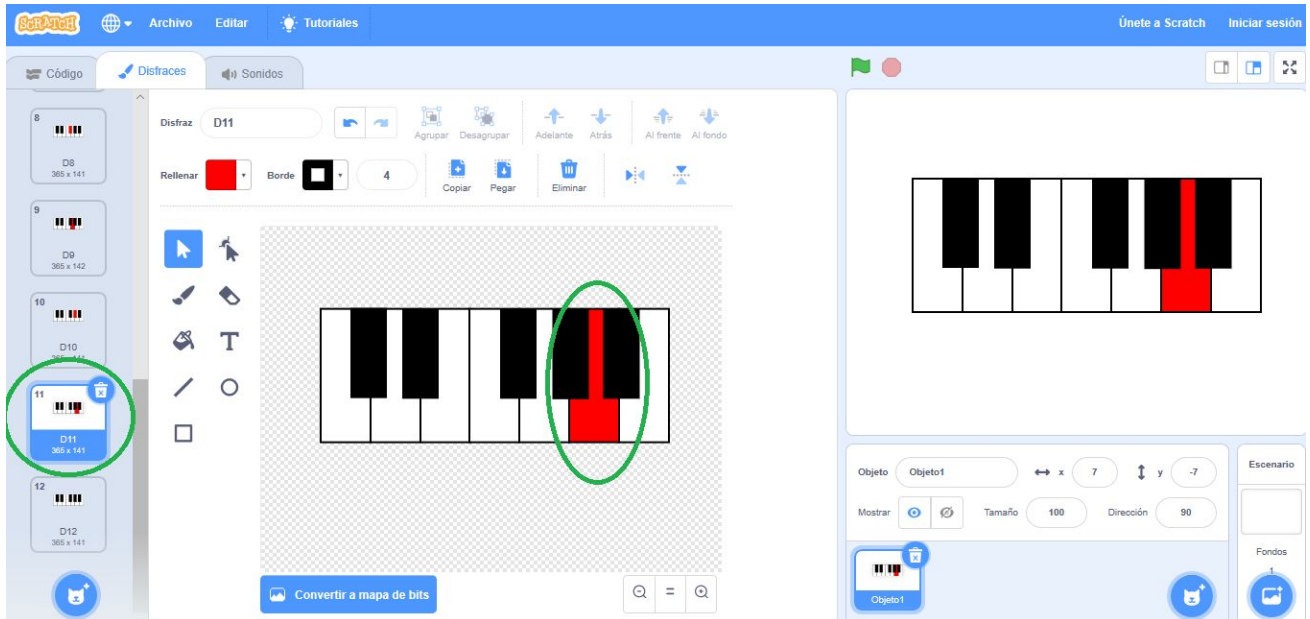 SCRATCH Archivo Editar Tutoriales Únete a Scratch Iniciar sesión
Código Disfraces Sonidos
8
D8
365 x 141
9
D9
365 x 142
10
D10
365 x 141
11
D11
365 x 141
12
D12
365 x 141
Disfraz D11 Agrupar Desagrupar Adelante Atrás Al frente Al fondo
Rellenar Borde 4 Copiar Pegar Eliminar
T
Convertir a mapa de bits =
Objeto Objeto1 x 7 y -7
Mostrar Tamaño 100 Dirección 90
Objeto1
Escenario
Fondos
1